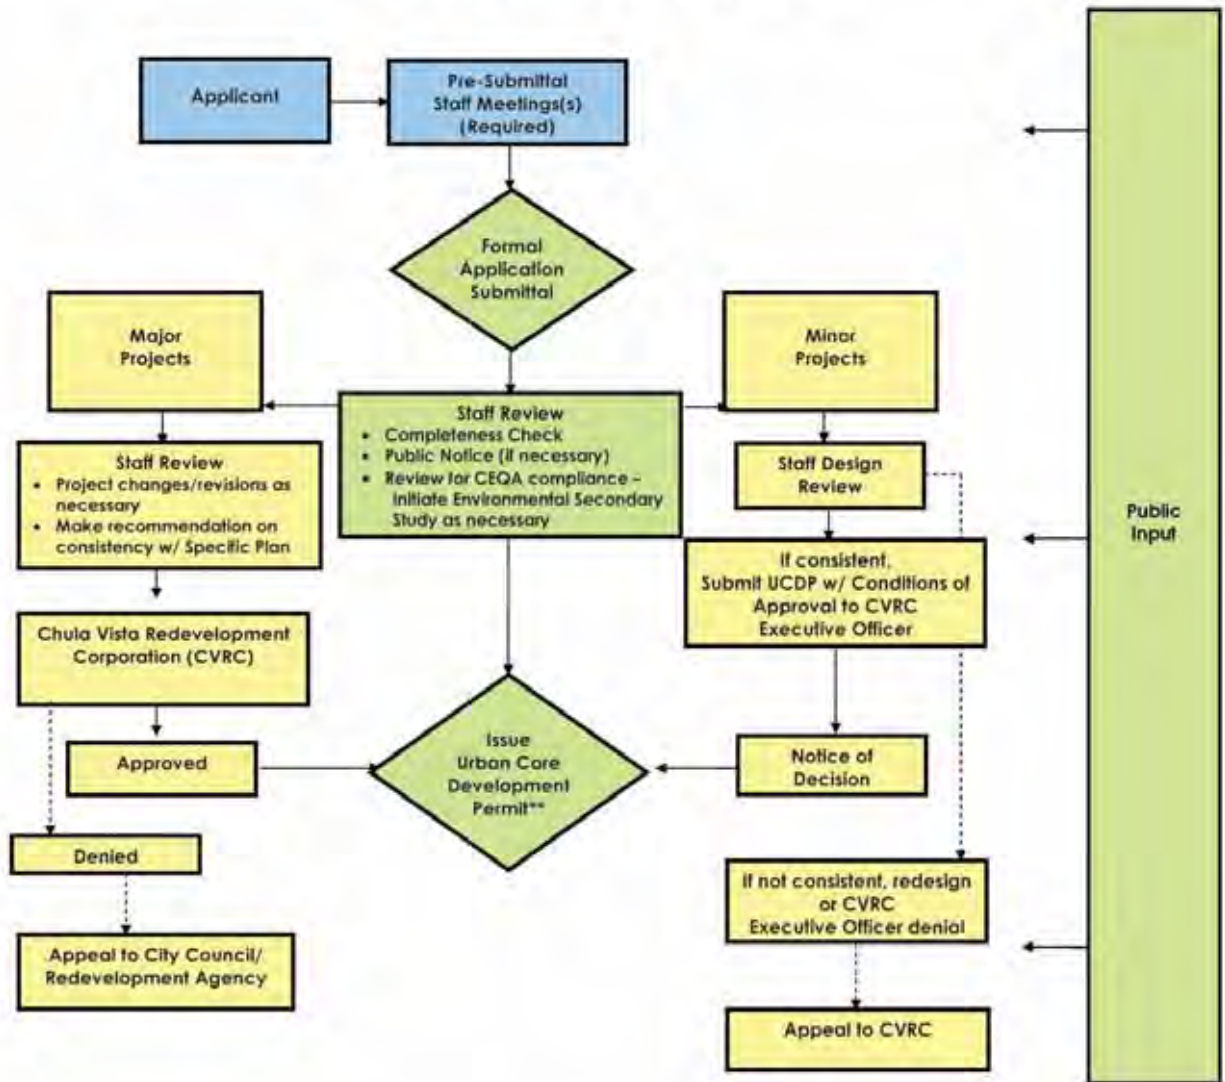 Applicant
Pre-Submittal
Staff Meetings(s)
(Required)
Formal
Application
Submittal
Major
Projects
Minor
Projects
Staff Review
• Completeness Check
• Public Notice (if necessary)
• Review for CEQA compliance –
Initiate Environmental Secondary
Study as necessary
Staff Review
• Project changes/revisions as
necessary
• Make recommendation on
consistency w/ Specific Plan
Staff Design
Review
Public
Input
If consistent,
Submit UCDP w/ Conditions of
Approval to CVRC
Executive Officer
Chula Vista Redevelopment
Corporation (CVRC)
Approved
Issue
Urban Core
Development
Permit**
Notice of
Decision
Denied
If not consistent, redesign
or CVRC
Executive Officer denial
Appeal to City Council/
Redevelopment Agency
Appeal to CVRC